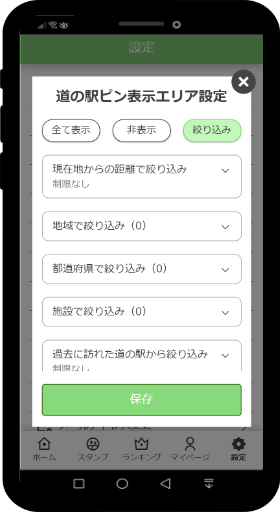 設定
道の駅ピン表示エリア設定
全て表示
非表示
絞り込み
現在地からの距離で絞り込み
制限なし
地域で絞り込み（0）
都道府県で絞り込み（0）
施設で絞り込み（0）
過去に訪れた道の駅から絞り込み
制限なし
保存
ホーム
スタンプ
ランキング
マイページ
設定